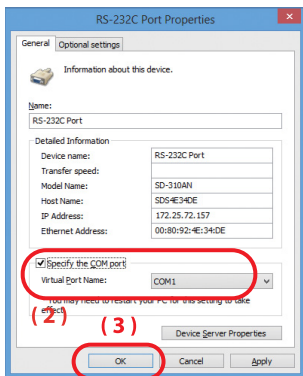 RS-232C Port Properties
General Optional settings
Information about this device.
Name:
RS-232C Port
Detailed Information
Device name: RS-232C Port
Transfer speed:
Model Name: SD-310AN
Host Name: SDS4E34DE
IP Address: 172.25.72.157
Ethernet Address: 00:80:92:4E:34:DE
Specify the COM port
Virtual Port Name: COM1
You may need to restart your PC for this setting to take
effect.
(2)
(3)
Device Server Properties
OK Cancel Apply